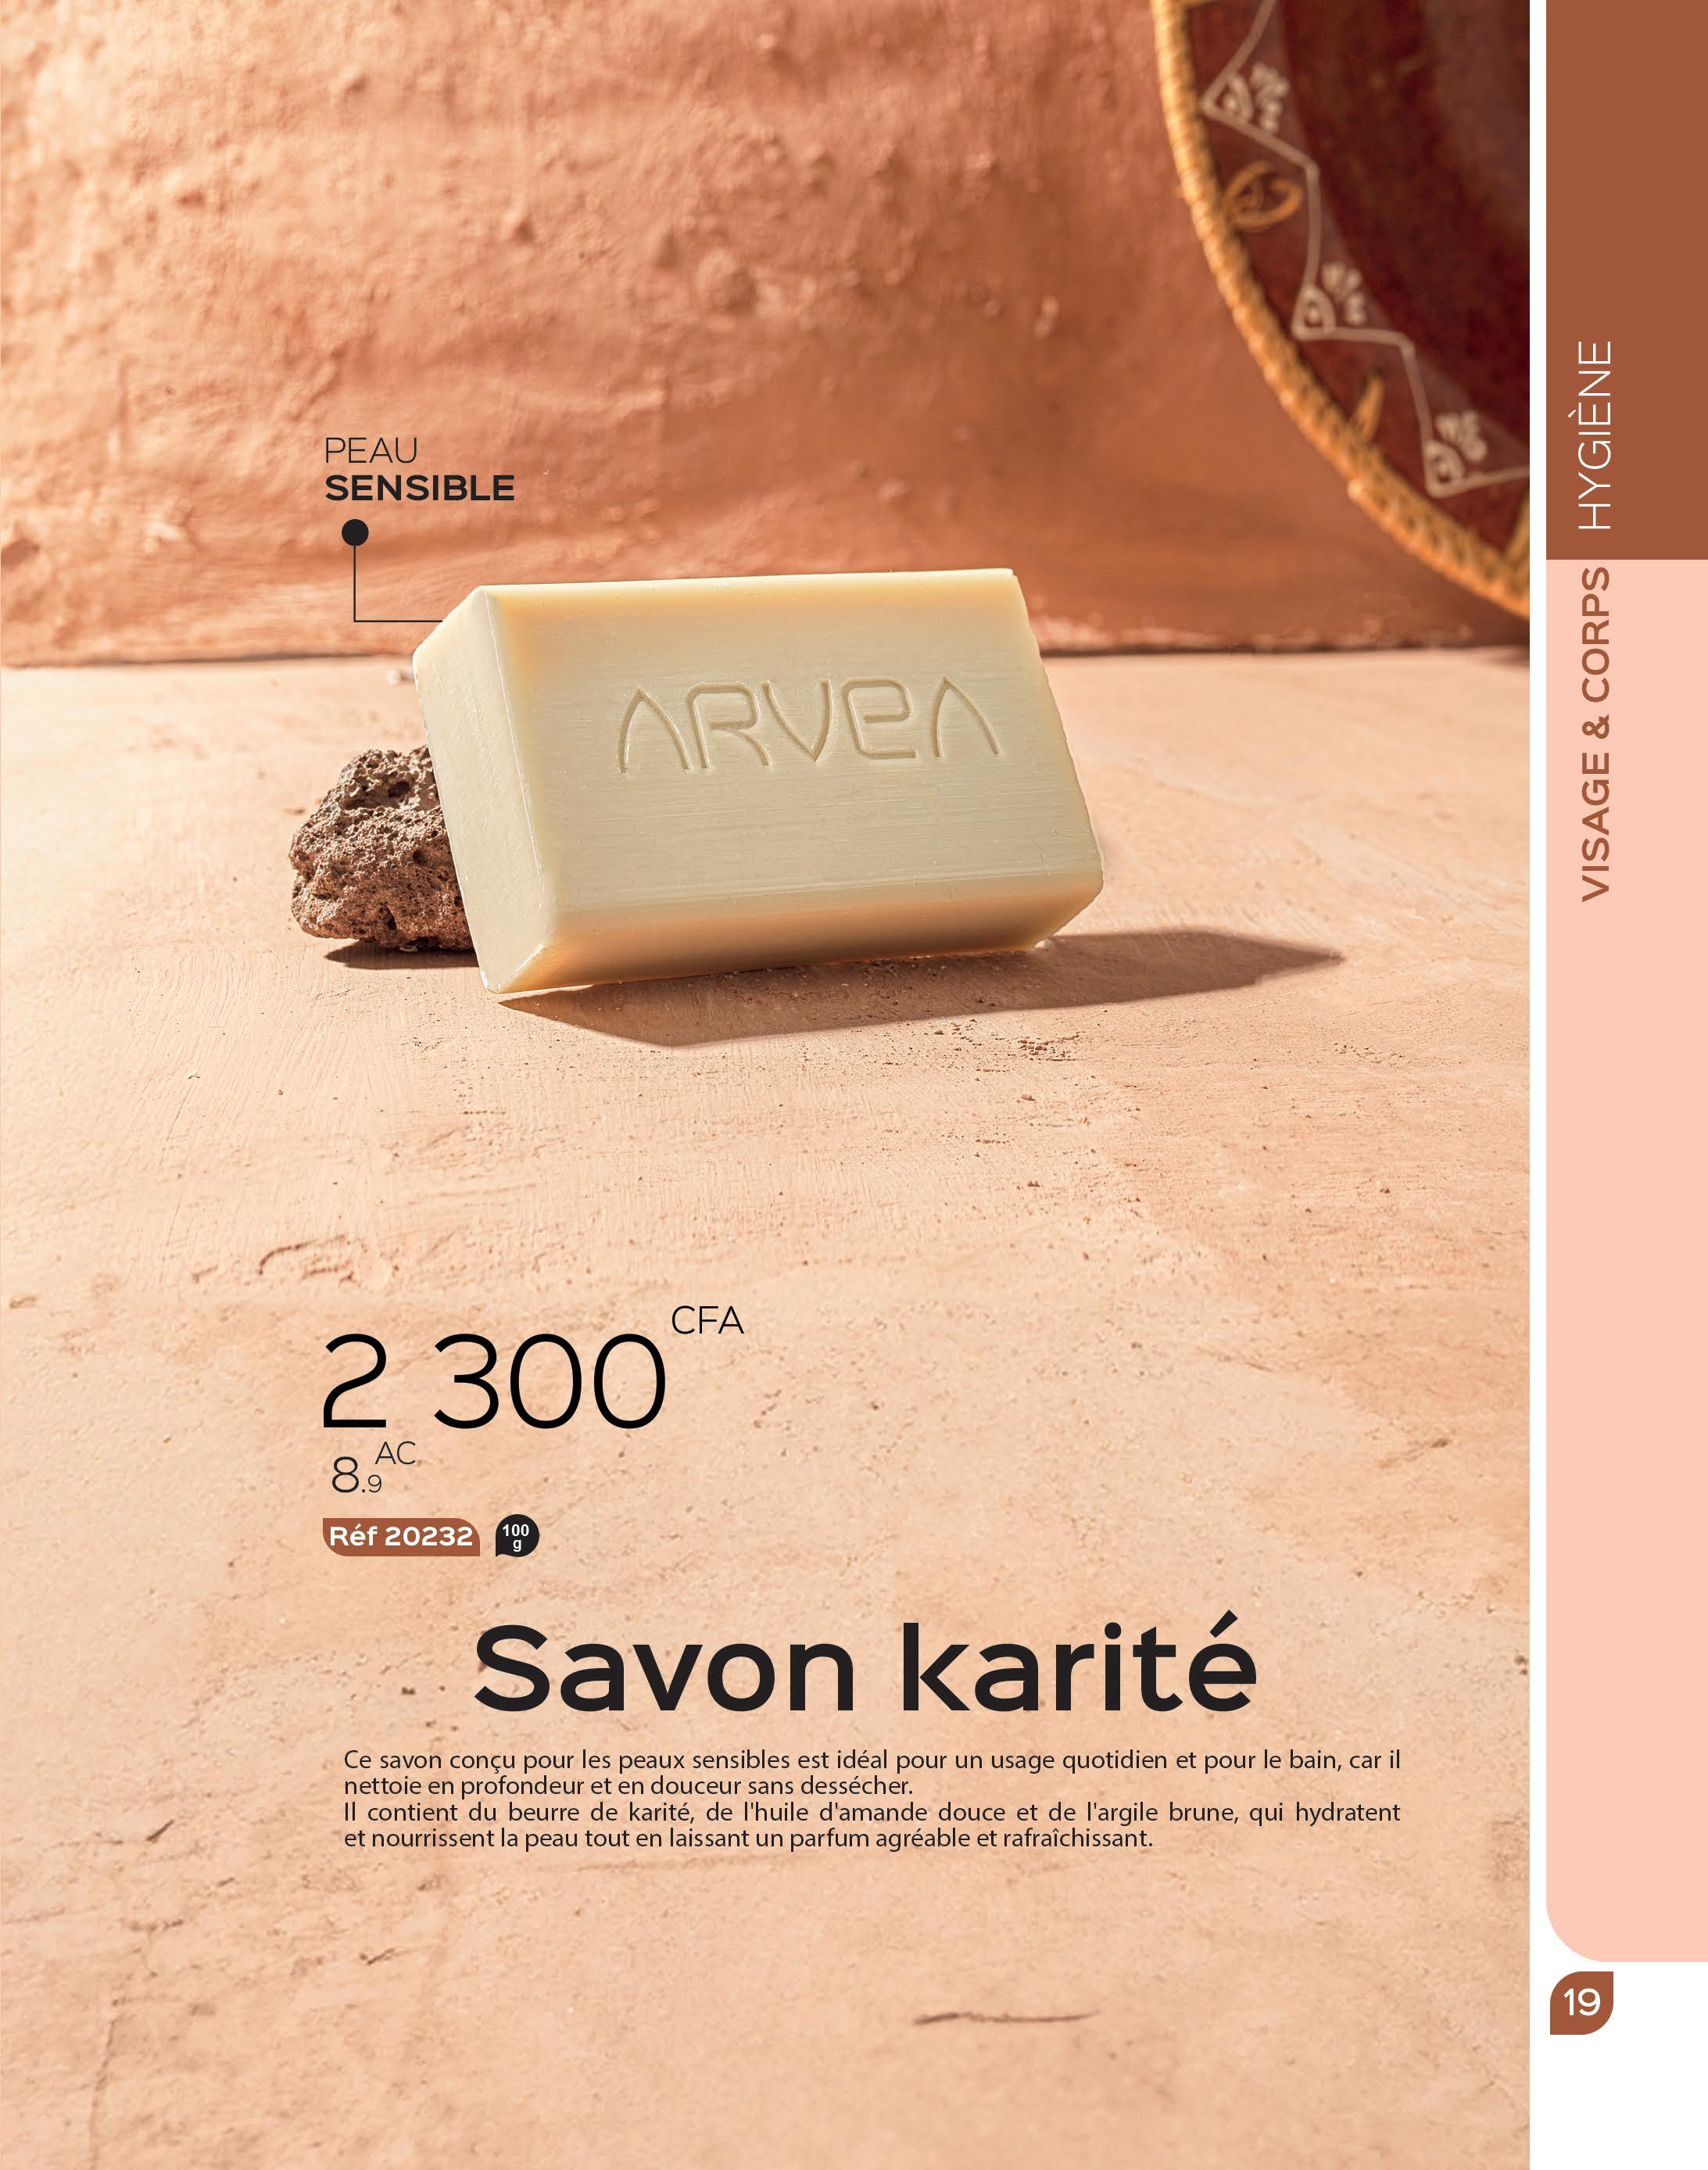 PEAU
SENSIBLE
ARVEA
2 300 CFA
8.9 AC
Réf 20232
100
g
Savon karité
Ce savon conçu pour les peaux sensibles est idéal pour un usage quotidien et pour le bain, car il
nettoie en profondeur et en douceur sans dessécher.
Il contient du beurre de karité, de l'huile d'amande douce et de l'argile brune, qui hydratent
et nourrissent la peau tout en laissant un parfum agréable et rafraîchissant.
VISAGE & CORPS HYGIÈNE
19